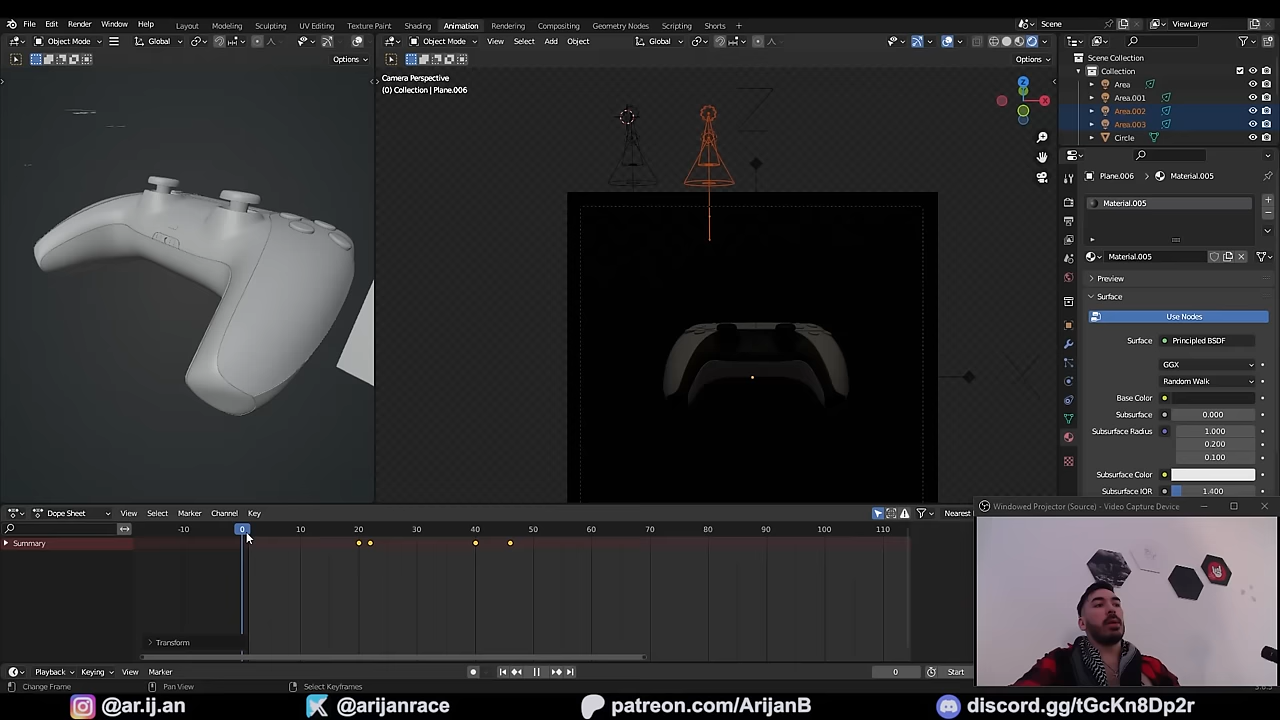 File Edit Render Window Help Layout Modeling Sculpting UV Editing Texture Paint Shading Animation Rendering Compositing Geometry Nodes Scripting Shorts + Scene ViewLayer
Object Mode Global Object Mode View Select Add Object Global
Options Options
Camera Perspective
(0) Collection | Plane.006
Scene Collection
Collection
Area
Area.001
Area.002
Area.003
Circle
Plane.006 Material.005
Material.005
Material.005
Preview
Surface
Use Nodes
Surface Principled BSDF
GGX
Random Walk
Base Color
Subsurface 0.000
Subsurface Radius 1.000
0.200
0.100
Subsurface Color
Subsurface IOR 1.400
X
Z
Dope Sheet View Select Marker Channel Key Nearest
-10 0 10 20 30 40 50 60 70 80 90 100 110
Summary
Transform
Playback Keying View Marker 0 Start
Change Frame Pan View Select Keyframes
Windowed Projector (Source) - Video Capture Device
@ar.ij.an @arijanrace patreon.com/ArijanB discord.gg/tGcKn8Dp2r